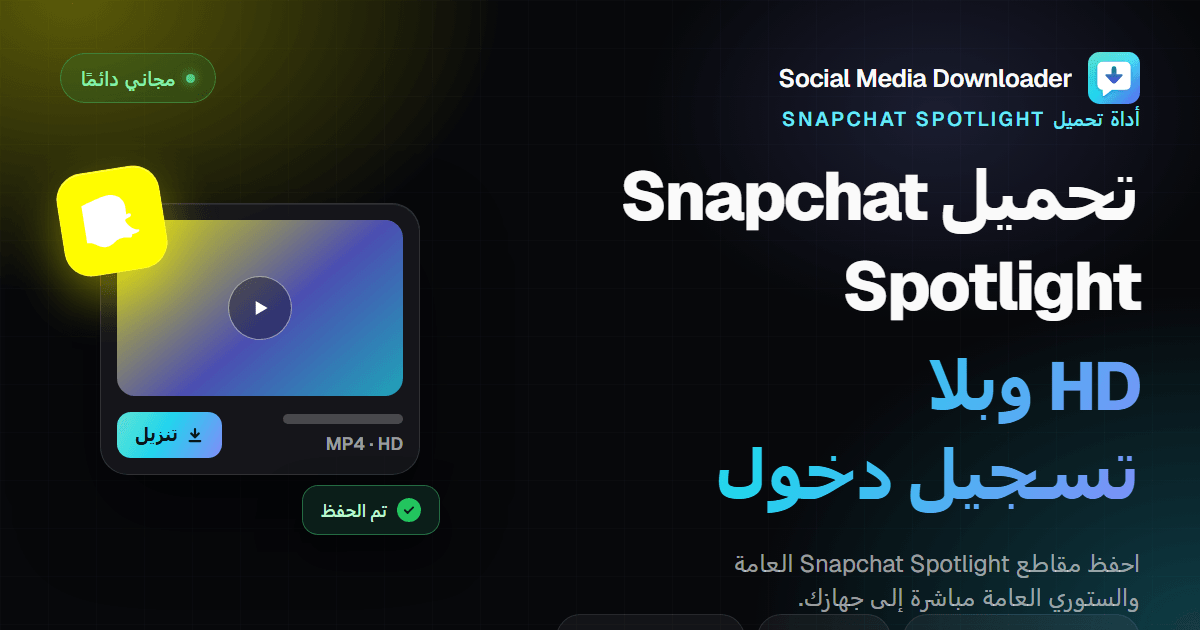 Social Media Downloader
أداة تحميل SNAPCHAT SPOTLIGHT
مجاني دائمًا
تحميل Snapchat
Spotlight
HD وبلا
تسجيل دخول
احفظ مقاطع Snapchat Spotlight العامة
والستوري العامة مباشرة إلى جهازك.
MP4 · HD
تنزيل
تم الحفظ